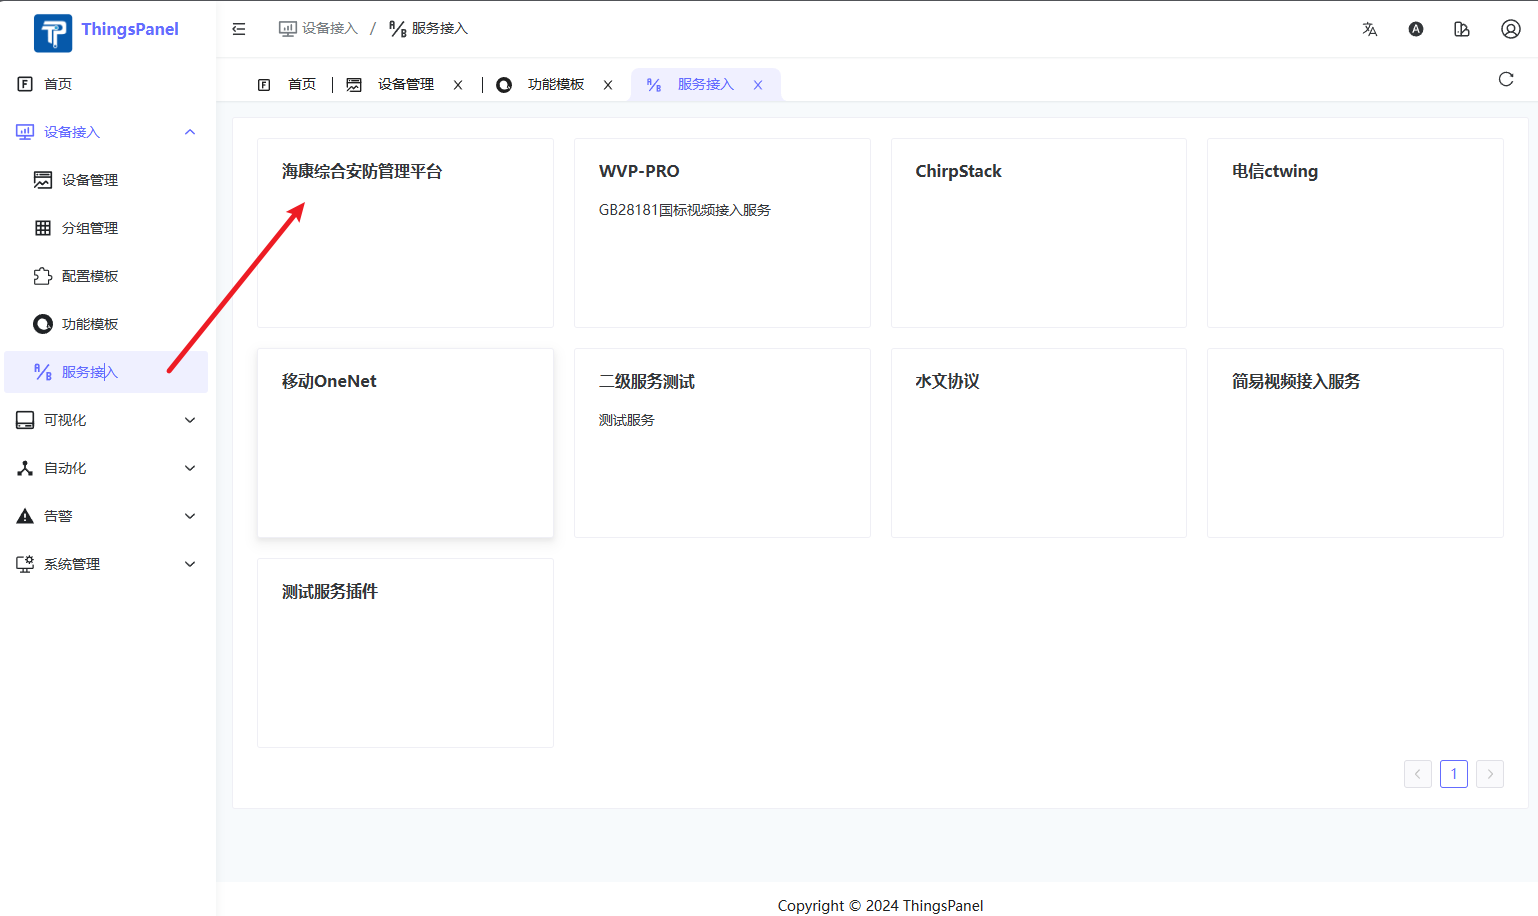 ThingsPanel
设备接入 / 服务接入
首页
设备接入
设备管理
分组管理
配置模板
功能模板
服务接入
可视化
自动化
告警
系统管理
首页 设备管理 功能模板 服务接入
海康综合安防管理平台
WVP-PRO
GB28181国标视频接入服务
ChirpStack
电信ctwing
移动OneNet
二级服务测试
测试服务
水文协议
简易视频接入服务
测试服务插件
1
Copyright © 2024 ThingsPanel